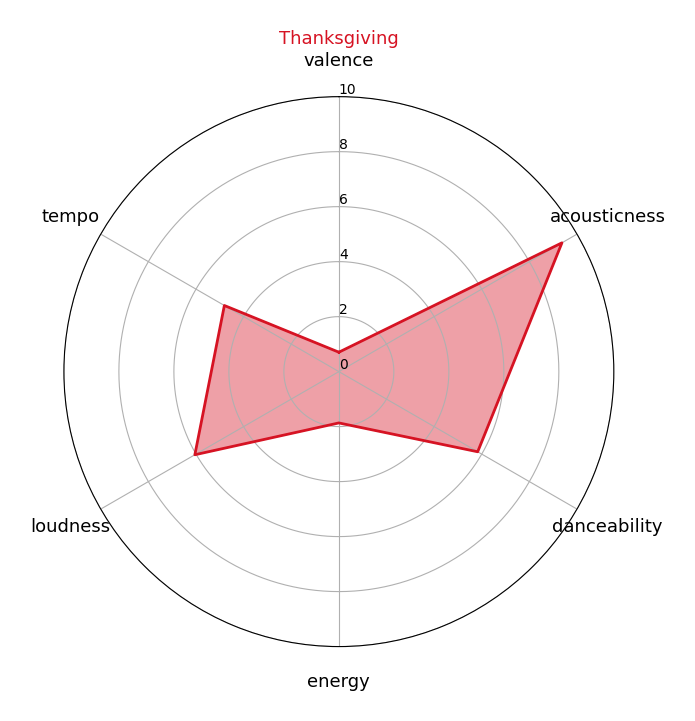 Thanksgiving
valence
10
8
6
4
2
0
tempo
acousticness
loudness
danceability
energy